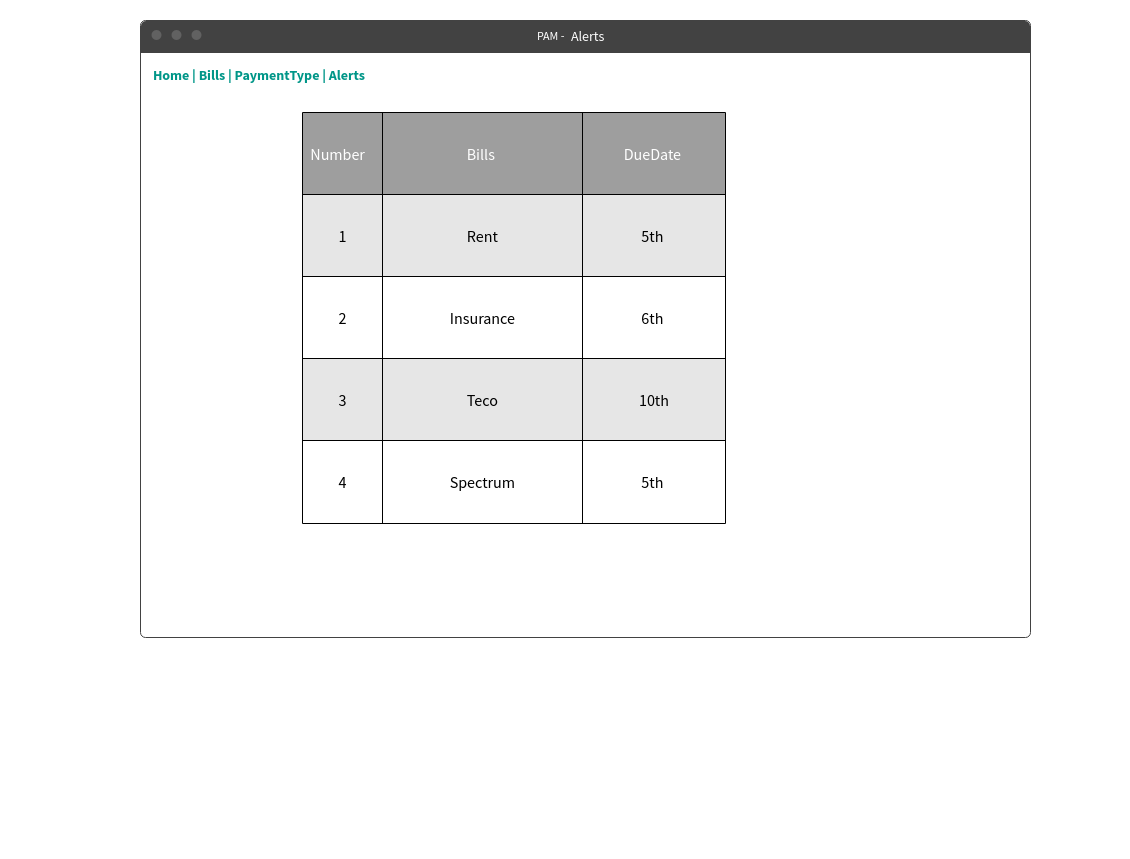 PAM - Alerts
Home | Bills | PaymentType | Alerts
Number Bills DueDate
1 Rent 5th
2 Insurance 6th
3 Teco 10th
4 Spectrum 5th